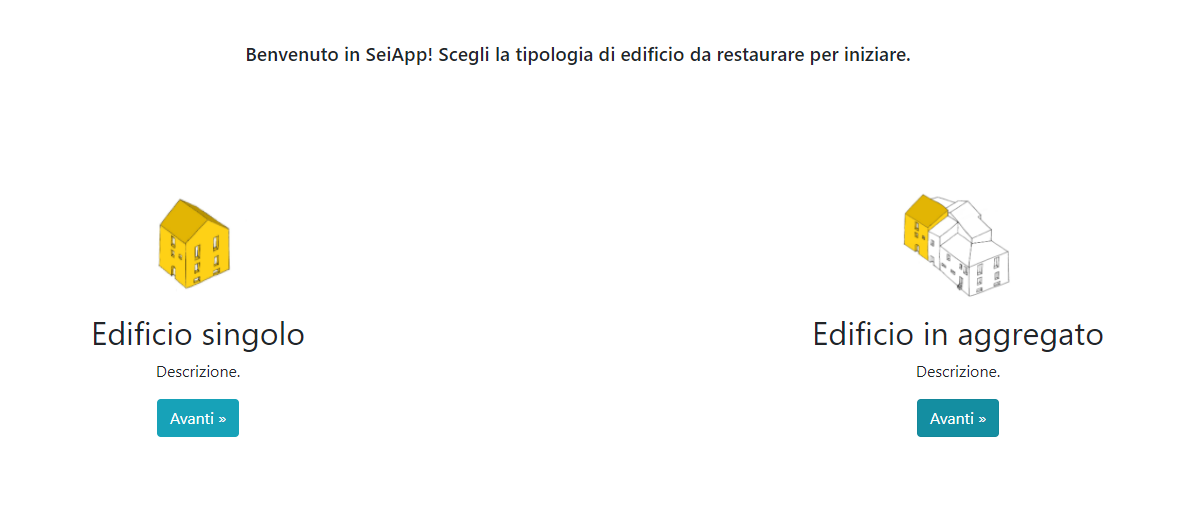 Benvenuto in SeiApp! Scegli la tipologia di edificio da restaurare per iniziare.
Edificio singolo
Descrizione.
Avanti »
Edificio in aggregato
Descrizione.
Avanti »